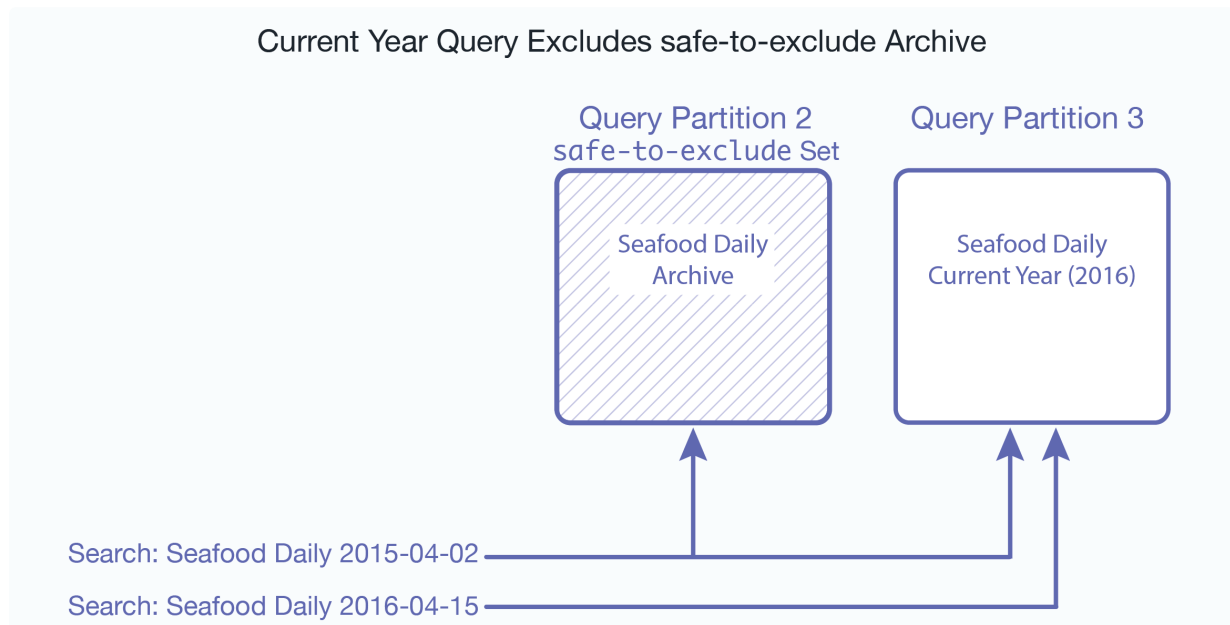 Current Year Query Excludes safe-to-exclude Archive
Query Partition 2
safe-to-exclude Set
Query Partition 3
Seafood Daily
Archive
Seafood Daily
Current Year (2016)
Search: Seafood Daily 2015-04-02
Search: Seafood Daily 2016-04-15